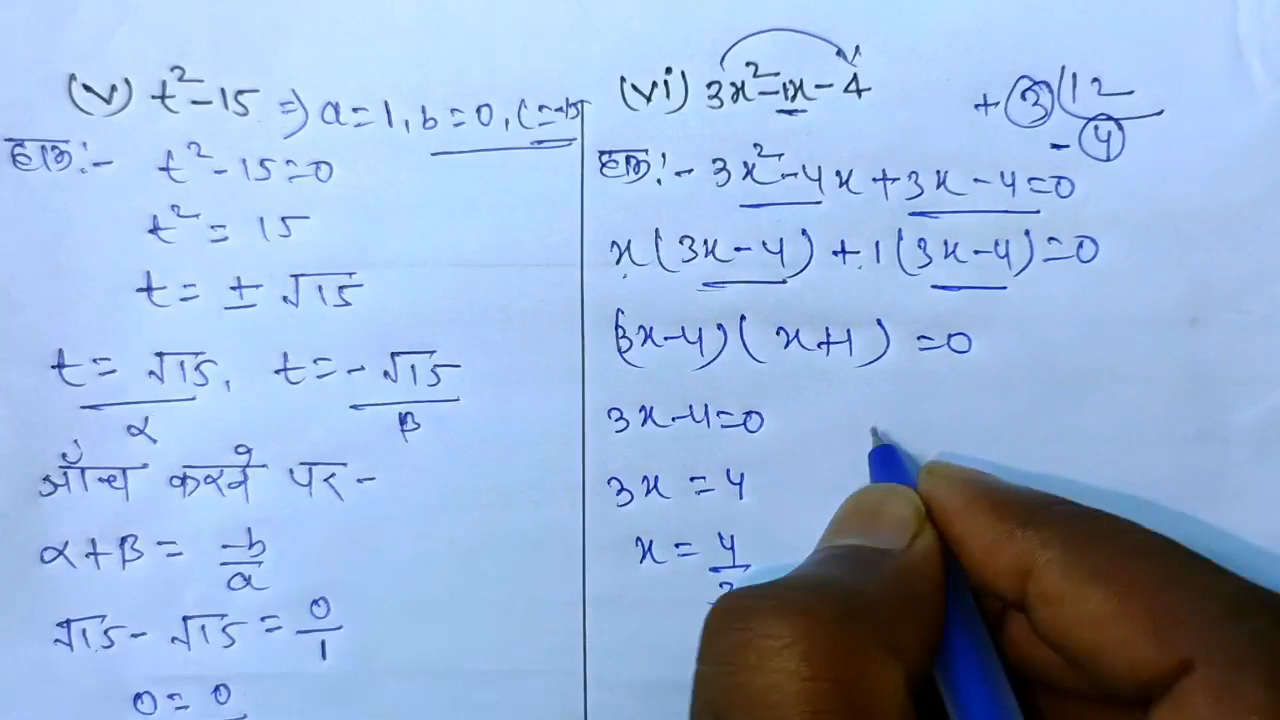 (v) t²-15 ⇒ a=1, b=0, c=-15
हल:- t²-15=0
t² = 15
t = ± √15
t = √15, t = -√15
α β
जाँच करने पर-
α+β = -b/a
√15 - √15 = 0/1
0 = 0
(vi) 3x²-1x-4
+ 3 12
- 4
हल:- 3x²-4x+3x-4=0
x(3x-4)+1(3x-4)=0
(3x-4)(x+1)=0
3x-4=0
3x = 4
x = 4/3